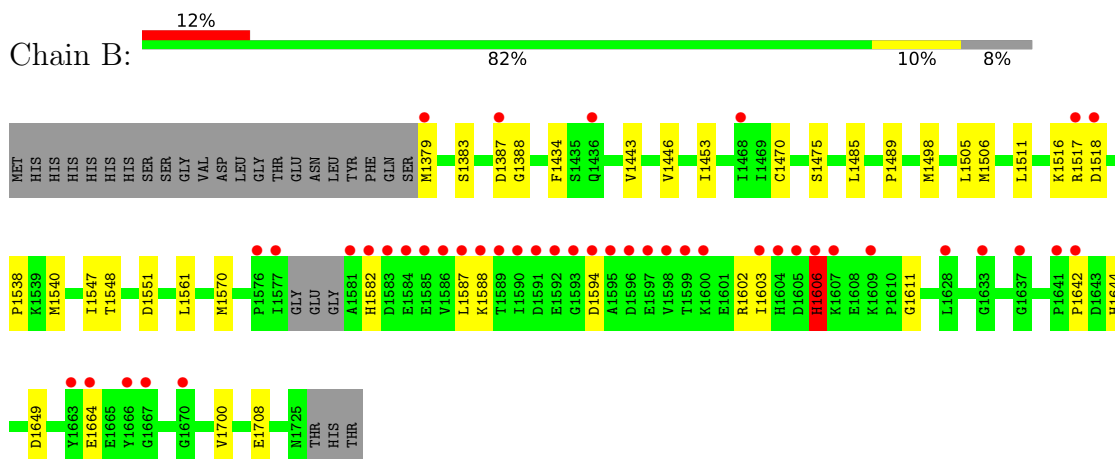 12%
Chain B:
82% 10% 8%
MET HIS HIS HIS HIS HIS HIS SER SER GLY VAL ASP LEU GLY THR GLU ASN LEU TYR PHE GLN SER M1379 S1383 D1387 G1388 F1434 S1435 Q1436 V1443 V1446 I1453 I1468 I1469 C1470 S1475 L1485 P1489 M1498 L1505 M1506 L1511 K1516 R1517 D1518
P1538 K1539 M1540 I1547 T1548 D1551 L1561 M1570 P1576 I1577 GLY GLU GLY A1581 H1582 D1583 E1584 E1585 V1586 L1587 K1588 T1589 I1590 D1591 E1592 G1593 D1594 A1595 D1596 E1597 V1598 T1599 K1600 E1601 R1602 I1603 H1604 D1605 H1606 K1607 E1608 K1609 P1610 G1611 L1628 G1633 G1637 P1641 P1642 D1643 H1644
D1649 Y1663 E1664 E1665 Y1666 G1667 G1670 V1700 E1708 N1725 THR HIS THR